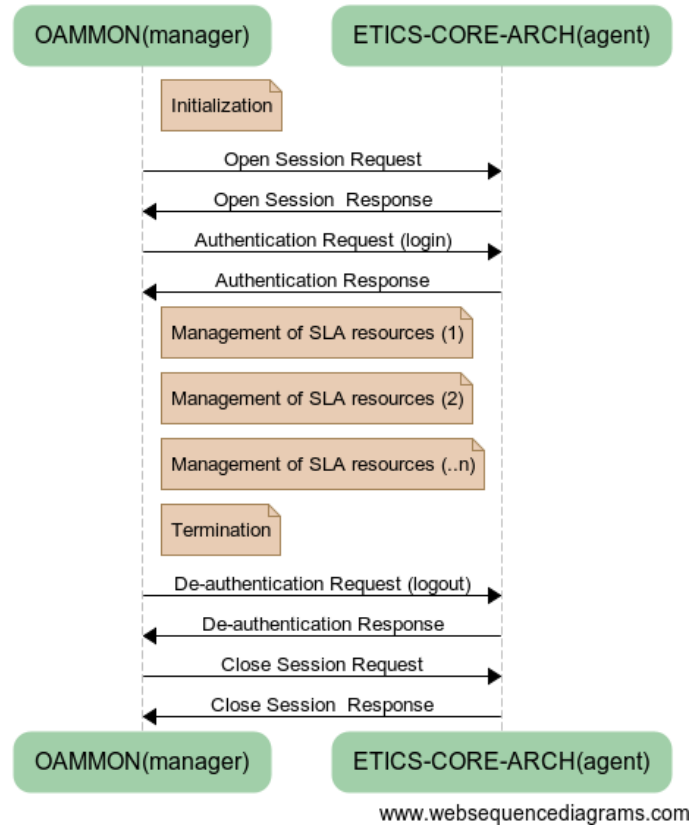 OAMMON(manager) ETICS-CORE-ARCH(agent)
Initialization
Open Session Request
Open Session  Response
Authentication Request (login)
Authentication Response
Management of SLA resources (1)
Management of SLA resources (2)
Management of SLA resources (..n)
Termination
De-authentication Request (logout)
De-authentication Response
Close Session Request
Close Session  Response
OAMMON(manager) ETICS-CORE-ARCH(agent)
www.websequencediagrams.com